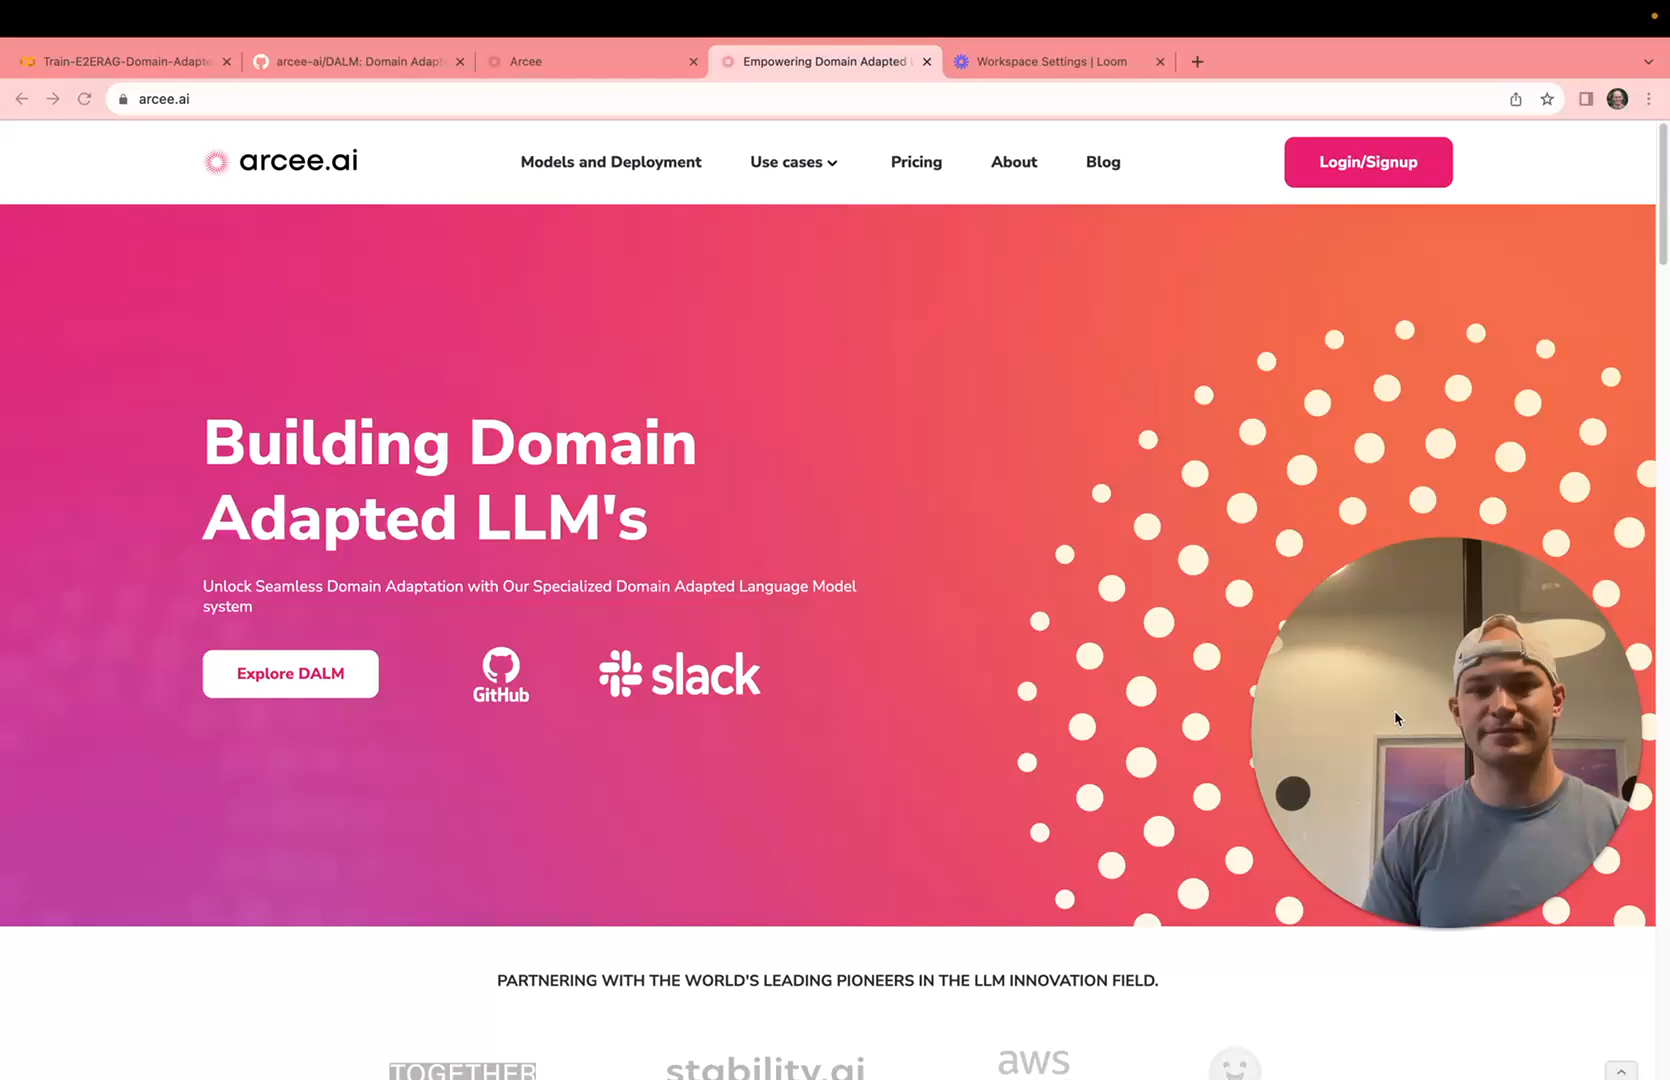 Train-E2ERAG-Domain-Adapte
arcee-ai/DALM: Domain Adapt
Arcee
Empowering Domain Adapted
Workspace Settings | Loom
arcee.ai
arcee.ai
Models and Deployment
Use cases
Pricing
About
Blog
Login/Signup
Building Domain
Adapted LLM's
Unlock Seamless Domain Adaptation with Our Specialized Domain Adapted Language Model
system
Explore DALM
GitHub
slack
PARTNERING WITH THE WORLD'S LEADING PIONEERS IN THE LLM INNOVATION FIELD.
TOGETHER
stability.ai
aws